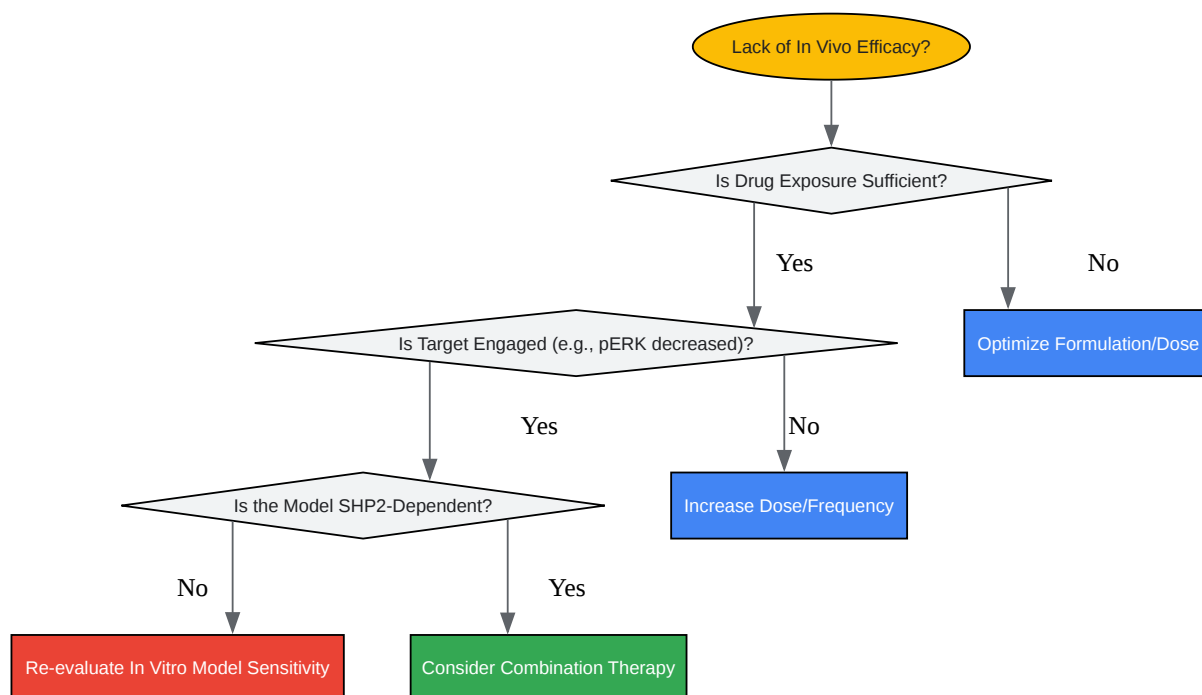 Lack of In Vivo Efficacy?
Is Drug Exposure Sufficient?
Yes
No
Is Target Engaged (e.g., pERK decreased)?
Optimize Formulation/Dose
Yes
No
Is the Model SHP2-Dependent?
Increase Dose/Frequency
No
Yes
Re-evaluate In Vitro Model Sensitivity
Consider Combination Therapy